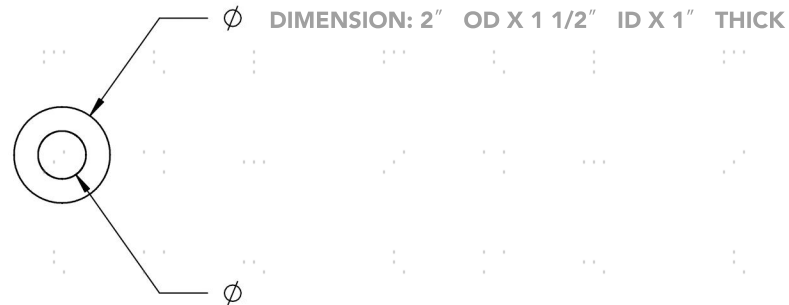 Ø DIMENSION: 2″ OD X 1 1/2″ ID X 1″ THICK
Ø